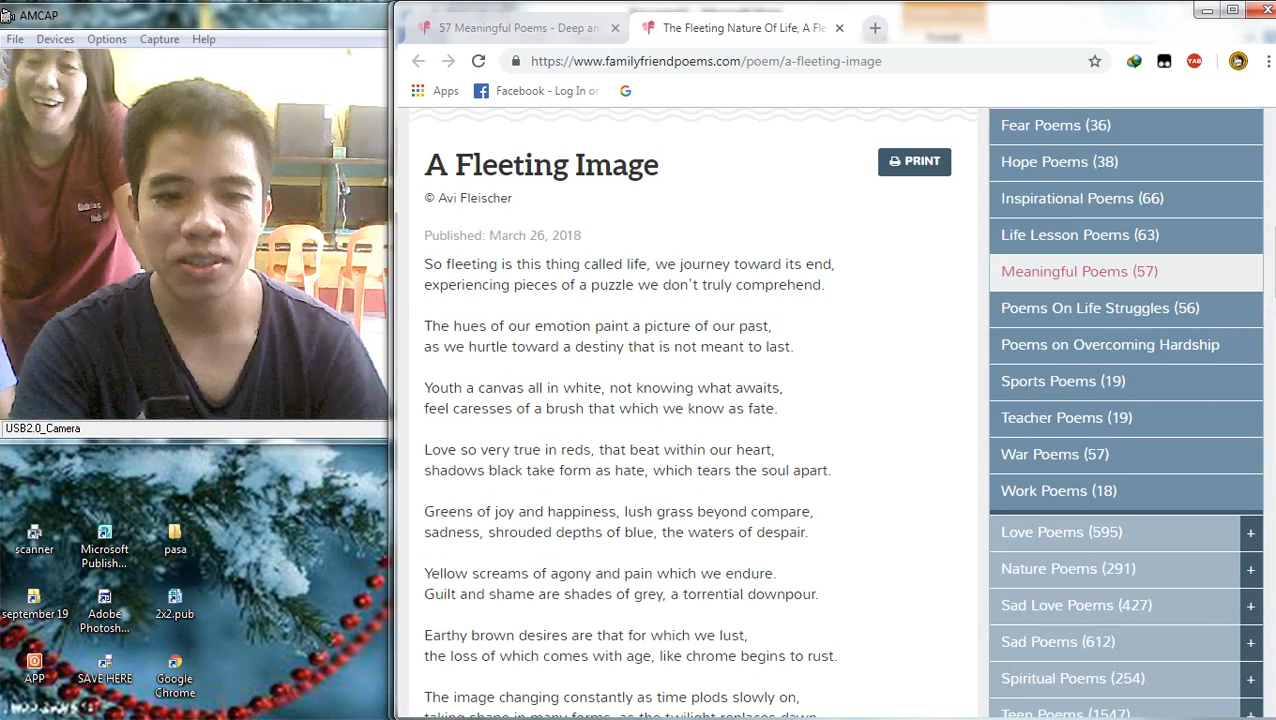 AMCAP
File Devices Options Capture Help
USB2.0_Camera
scanner
Microsoft Publish...
pasa
september 19
Adobe Photosh...
2x2.pub
APP
SAVE HERE
Google Chrome
57 Meaningful Poems - Deep an
The Fleeting Nature Of Life, A Fle
https://www.familyfriendpoems.com/poem/a-fleeting-image
YAB
Apps
Facebook - Log In or
A Fleeting Image
PRINT
© Avi Fleischer
Published: March 26, 2018
So fleeting is this thing called life, we journey toward its end,
experiencing pieces of a puzzle we don't truly comprehend.
The hues of our emotion paint a picture of our past,
as we hurtle toward a destiny that is not meant to last.
Youth a canvas all in white, not knowing what awaits,
feel caresses of a brush that which we know as fate.
Love so very true in reds, that beat within our heart,
shadows black take form as hate, which tears the soul apart.
Greens of joy and happiness, lush grass beyond compare,
sadness, shrouded depths of blue, the waters of despair.
Yellow screams of agony and pain which we endure.
Guilt and shame are shades of grey, a torrential downpour.
Earthy brown desires are that for which we lust,
the loss of which comes with age, like chrome begins to rust.
The image changing constantly as time plods slowly on,
taking shape in many forms, as the twilight replaces dawn
Fear Poems (36)
Hope Poems (38)
Inspirational Poems (66)
Life Lesson Poems (63)
Meaningful Poems (57)
Poems On Life Struggles (56)
Poems on Overcoming Hardship
Sports Poems (19)
Teacher Poems (19)
War Poems (57)
Work Poems (18)
Love Poems (595) +
Nature Poems (291) +
Sad Love Poems (427) +
Sad Poems (612) +
Spiritual Poems (254) +
Teen Poems (1547) +